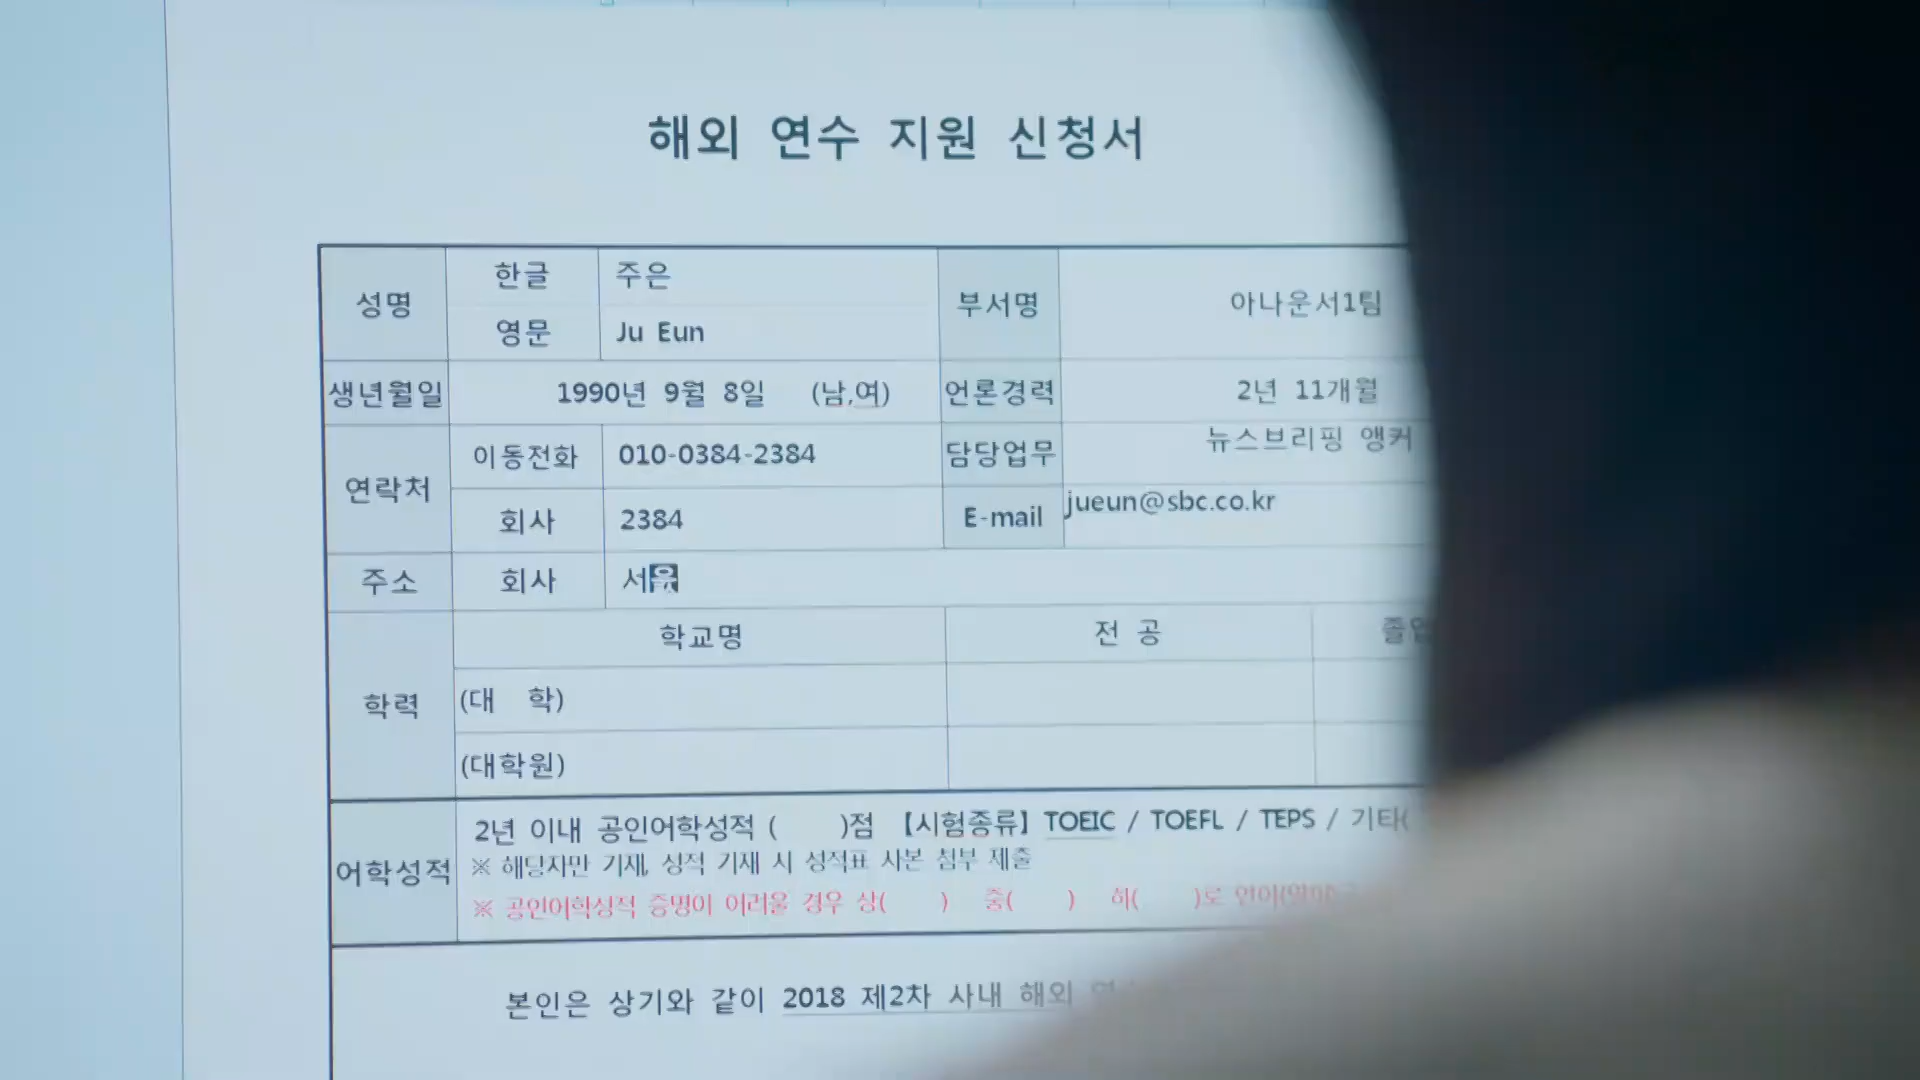 해외 연수 지원 신청서
성명 한글 주은 부서명 아나운서1팀
영문 Ju Eun
생년월일 1990년 9월 8일 (남,여) 언론경력 2년 11개월
연락처 이동전화 010-0384-2384 담당업무 뉴스브리핑 앵커
회사 2384 E-mail jueun@sbc.co.kr
주소 회사 서
학력 학교명 전 공
(대 학)
(대학원)
어학성적 2년 이내 공인어학성적 ( )점 【시험종류】 TOEIC / TOEFL / TEPS / 기타(
※ 해당자만 기재, 성적 기재 시 성적표 사본 첨부 제출
※ 공인어학성적 증명이 어려울 경우 상( ) 중( ) 하( )로
본인은 상기와 같이 2018 제2차 사내 해외